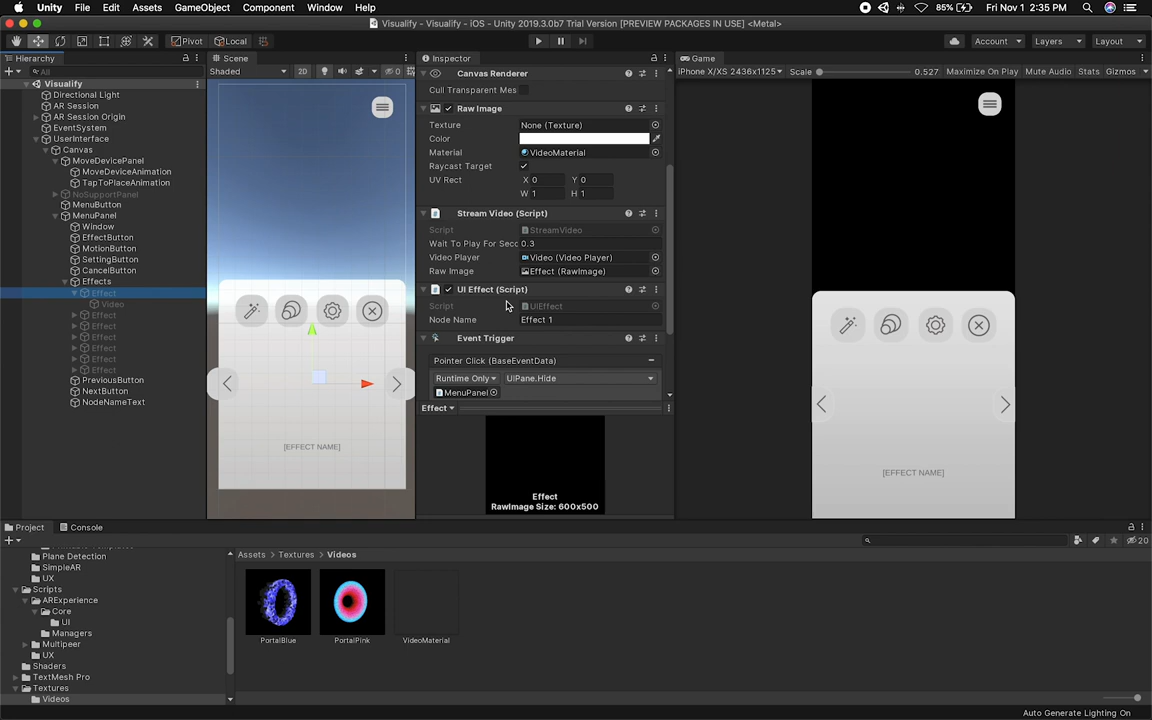 Unity File Edit Assets GameObject Component Window Help
85% Fri Nov 1 2:35 PM
Visualify - Visualify - iOS - Unity 2019.3.0b7 Trial Version [PREVIEW PACKAGES IN USE] <Metal>
Pivot Local Account Layers Layout
Hierarchy Scene Inspector Game
All Shaded 2D 0
iPhone X/XS 2436x1125 Scale 0.527 Maximize On Play Mute Audio Stats Gizmos
Visualify
Directional Light
AR Session
AR Session Origin
EventSystem
UserInterface
Canvas
MoveDevicePanel
MoveDeviceAnimation
TapToPlaceAnimation
NoSupportPanel
MenuButton
MenuPanel
Window
EffectButton
MotionButton
SettingButton
CancelButton
Effects
Effect
Video
Effect
Effect
Effect
Effect
Effect
Effect
PreviousButton
NextButton
NodeNameText
[EFFECT NAME]
Canvas Renderer
Cull Transparent Mes
Raw Image
Texture None (Texture)
Color
Material VideoMaterial
Raycast Target
UV Rect X 0 Y 0
W 1 H 1
Stream Video (Script)
Script StreamVideo
Wait To Play For Secc 0.3
Video Player Video (Video Player)
Raw Image Effect (RawImage)
UI Effect (Script)
Script UIEffect
Node Name Effect 1
Event Trigger
Pointer Click (BaseEventData)
Runtime Only UIPane.Hide
MenuPanel
Effect
Effect
RawImage Size: 600x500
[EFFECT NAME]
Project Console
20
Plane Detection
SimpleAR
UX
Scripts
ARExperience
Core
UI
Managers
Multipeer
UX
Shaders
TextMesh Pro
Textures
Videos
Assets > Textures > Videos
PortalBlue PortalPink VideoMaterial
Auto Generate Lighting On